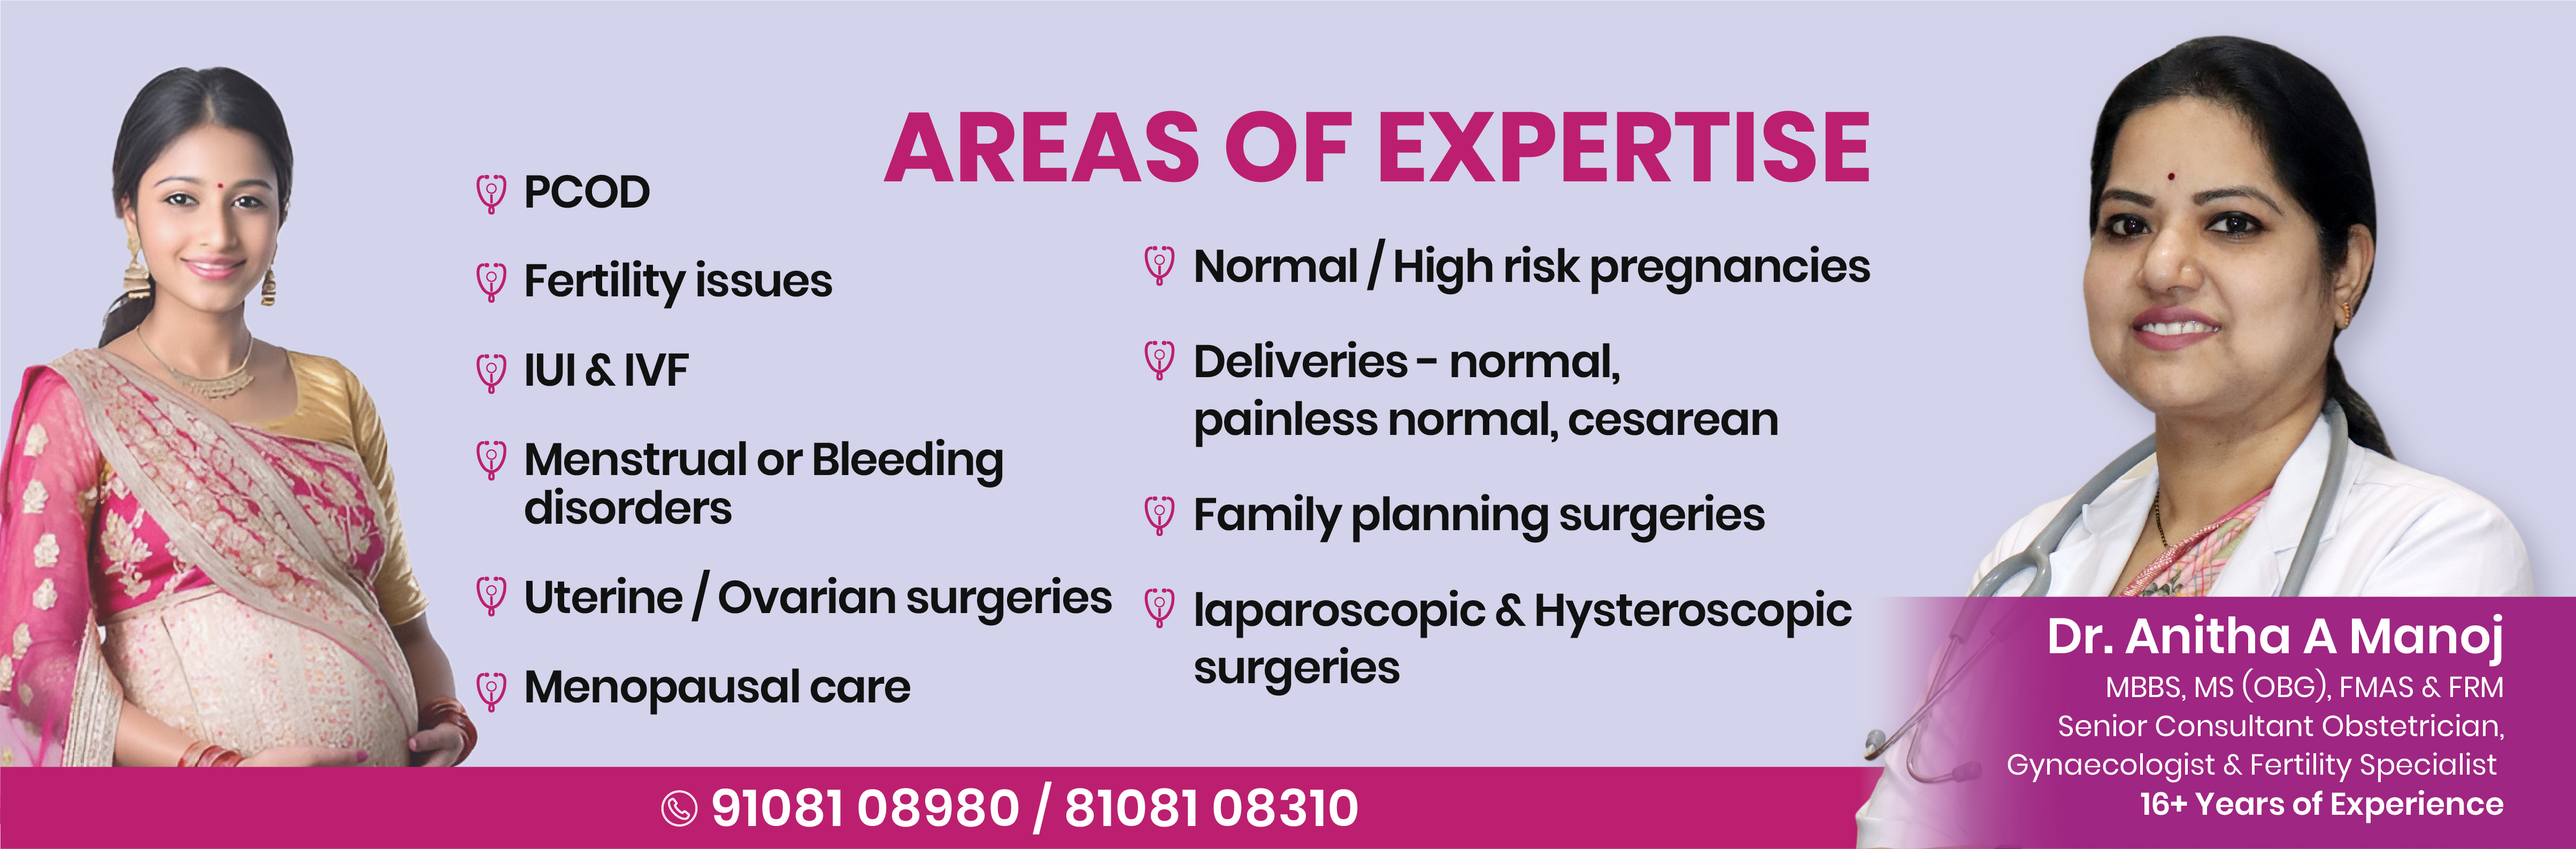 AREAS OF EXPERTISE
PCOD
Fertility issues
IUI & IVF
Menstrual or Bleeding
disorders
Uterine / Ovarian surgeries
Menopausal care
Normal / High risk pregnancies
Deliveries - normal,
painless normal, cesarean
Family planning surgeries
laparoscopic & Hysteroscopic
surgeries
Dr. Anitha A Manoj
MBBS, MS (OBG), FMAS & FRM
Senior Consultant Obstetrician,
Gynaecologist & Fertility Specialist
16+ Years of Experience
91081 08980 / 81081 08310